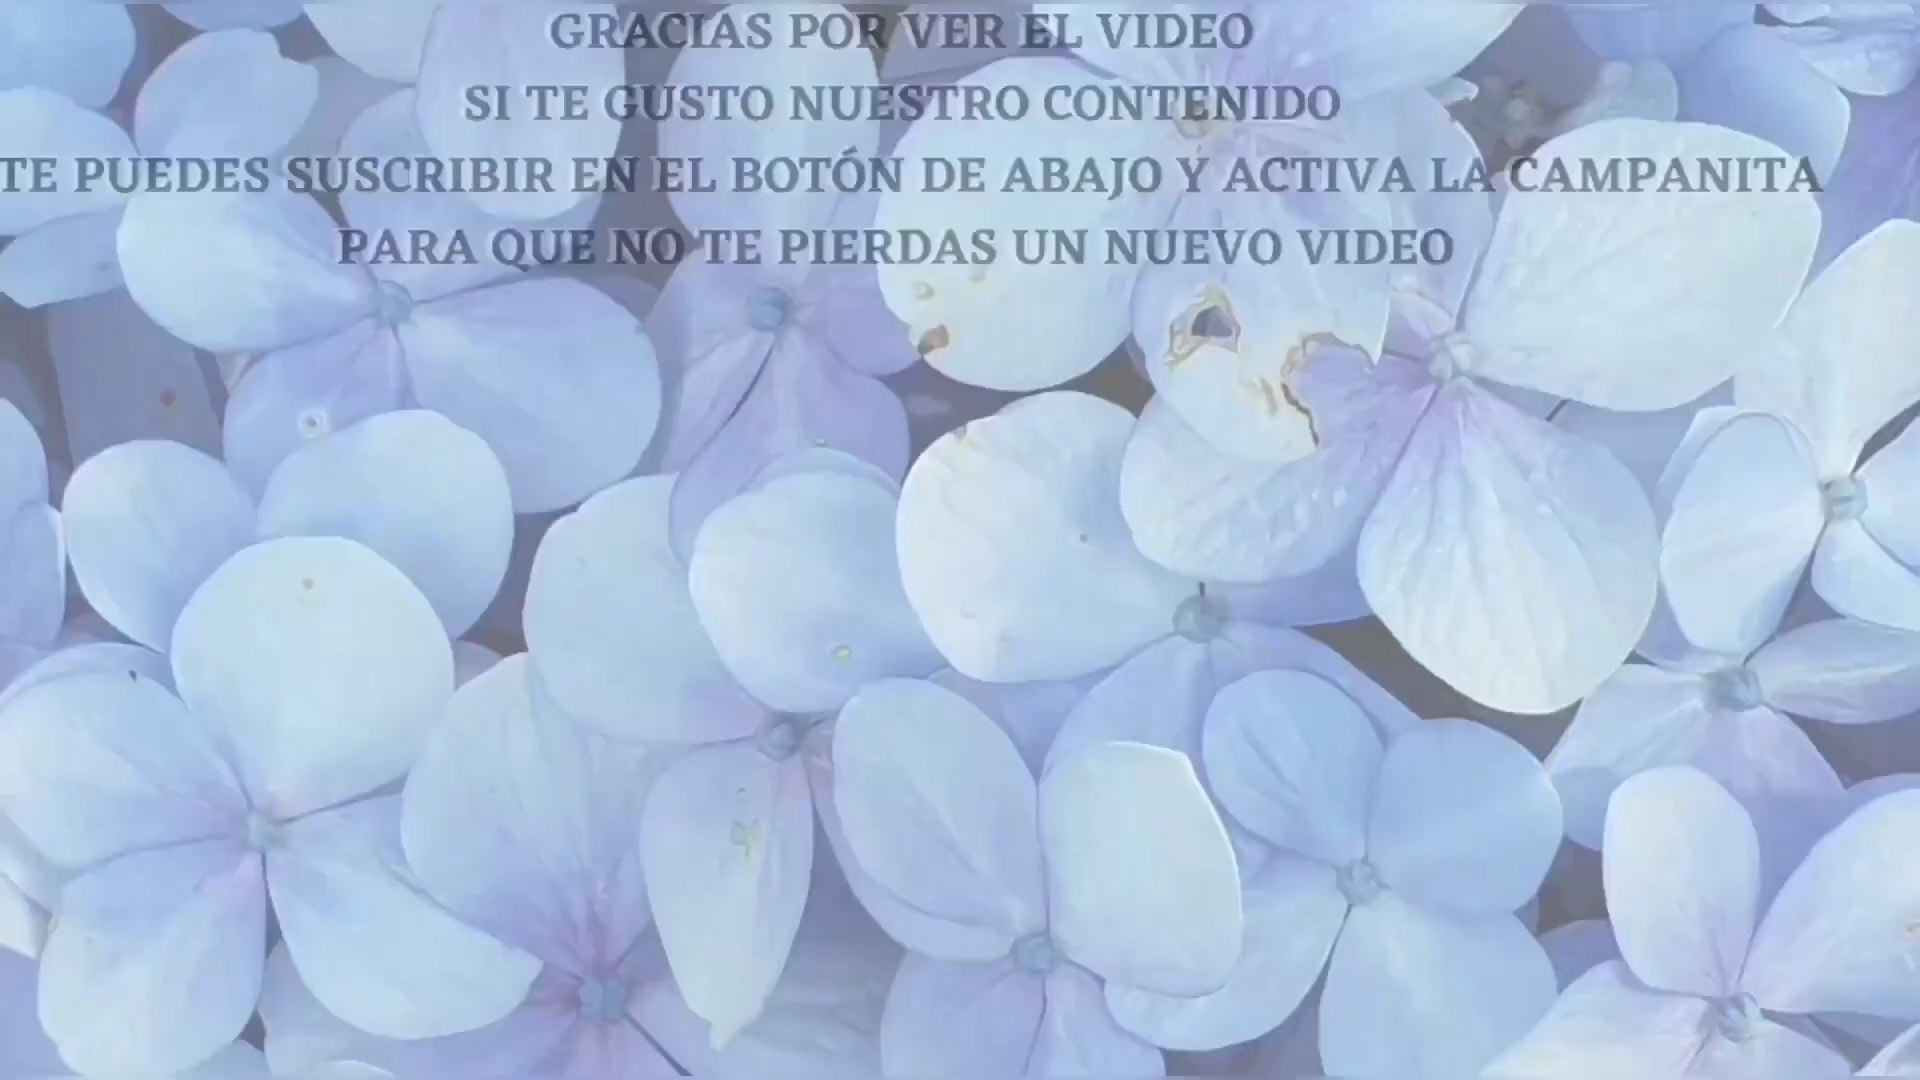 GRACIAS POR VER EL VIDEO
SI TE GUSTO NUESTRO CONTENIDO
TE PUEDES SUSCRIBIR EN EL BOTÓN DE ABAJO Y ACTIVA LA CAMPANITA
PARA QUE NO TE PIERDAS UN NUEVO VIDEO